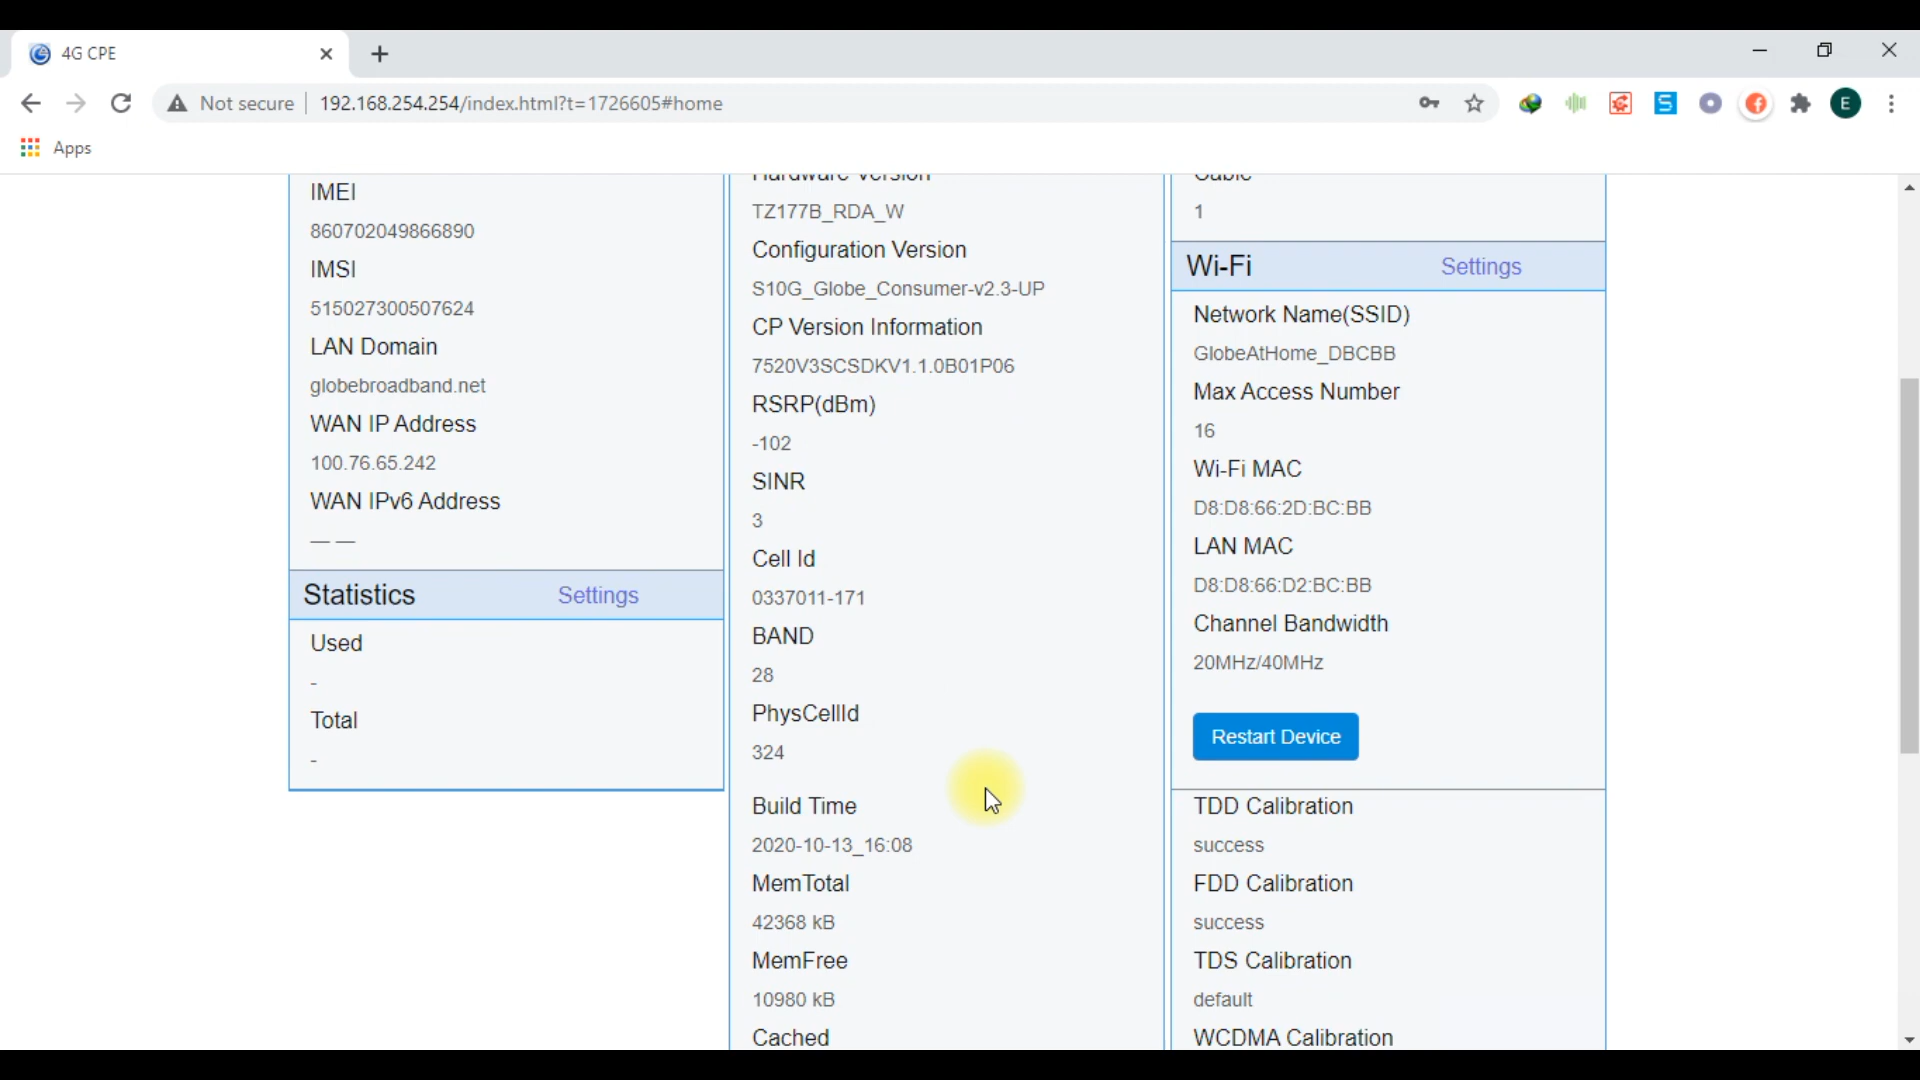 4G CPE
Not secure
192.168.254.254/index.html?t=1726605#home
E
Apps
IMEI
860702049866890
IMSI
515027300507624
LAN Domain
globebroadband.net
WAN IP Address
100.76.65.242
WAN IPv6 Address
— —
Statistics Settings
Used
-
Total
-
Hardware Version
TZ177B_RDA_W
Configuration Version
S10G_Globe_Consumer-v2.3-UP
CP Version Information
7520V3SCSDKV1.1.0B01P06
RSRP(dBm)
-102
SINR
3
Cell Id
0337011-171
BAND
28
PhysCellId
324
Build Time
2020-10-13_16:08
MemTotal
42368 kB
MemFree
10980 kB
Cached
Cable
1
Wi-Fi Settings
Network Name(SSID)
GlobeAtHome_DBCBB
Max Access Number
16
Wi-Fi MAC
D8:D8:66:2D:BC:BB
LAN MAC
D8:D8:66:D2:BC:BB
Channel Bandwidth
20MHz/40MHz
Restart Device
TDD Calibration
success
FDD Calibration
success
TDS Calibration
default
WCDMA Calibration